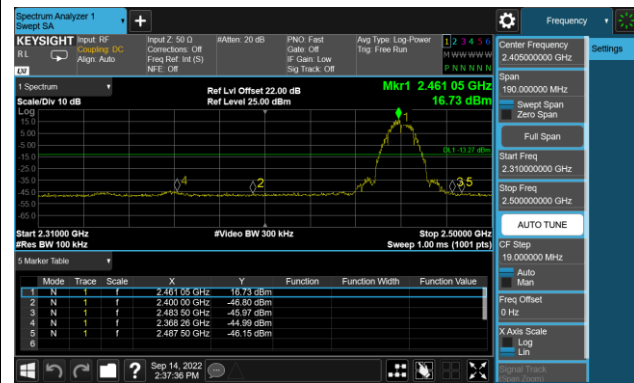 Spectrum Analyzer 1
Swept SA
Frequency
KEYSIGHT
RL
LXI
Input: RF
Coupling: DC
Align: Auto
Input Z: 50 Ω
Corrections: Off
Freq Ref: Int (S)
NFE: Off
#Atten: 20 dB
PNO: Fast
Gate: Off
IF Gain: Low
Sig Track: Off
Avg Type: Log-Power
Trig: Free Run
1 2 3 4 5 6
M W W W W W
P N N N N N
Center Frequency
2.405000000 GHz
Settings
Span
190.000000 MHz
Swept Span
Zero Span
Full Span
Start Freq
2.310000000 GHz
Stop Freq
2.500000000 GHz
AUTO TUNE
CF Step
19.000000 MHz
Auto
Man
Freq Offset
0 Hz
X Axis Scale
Log
Lin
Signal Track
(Span Zoom)
1 Spectrum
Scale/Div 10 dB
Ref Lvl Offset 22.00 dB
Ref Level 25.00 dBm
Mkr1 2.461 05 GHz
16.73 dBm
Log
15.0
5.00
-5.00
-15.0
-25.0
-35.0
-45.0
-55.0
-65.0
1
DL1 -13.27 dBm
4
2
3
5
Start 2.31000 GHz
#Res BW 100 kHz
#Video BW 300 kHz
Stop 2.50000 GHz
Sweep 1.00 ms (1001 pts)
5 Marker Table
Mode Trace Scale X Y Function Function Width Function Value
1 N 1 f 2.461 05 GHz 16.73 dBm
2 N 1 f 2.400 00 GHz -46.80 dBm
3 N 1 f 2.483 50 GHz -45.97 dBm
4 N 1 f 2.368 26 GHz -44.99 dBm
5 N 1 f 2.487 50 GHz -46.15 dBm
6
?
Sep 14, 2022
2:37:36 PM